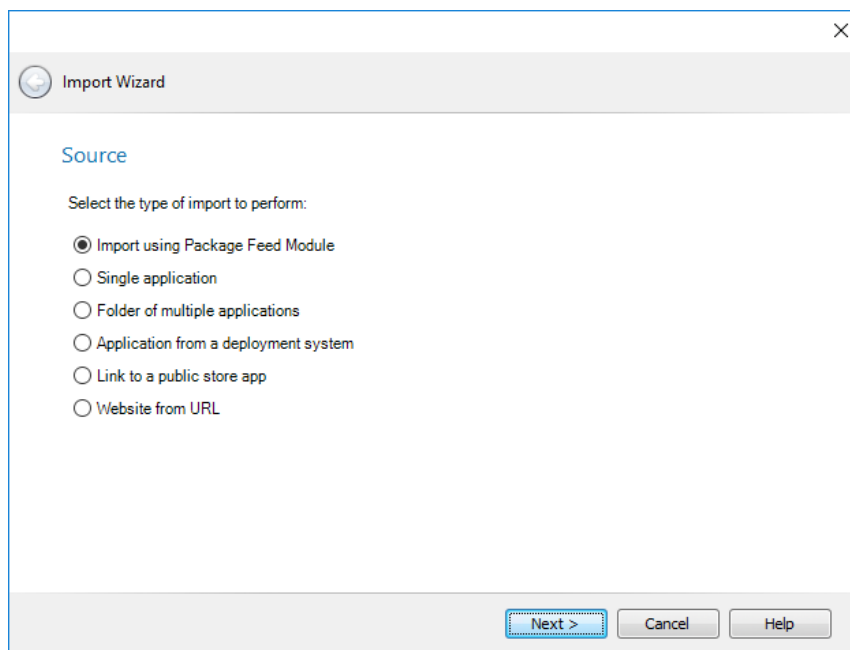 Import Wizard
Source
Select the type of import to perform:
Import using Package Feed Module
Single application
Folder of multiple applications
Application from a deployment system
Link to a public store app
Website from URL
Next >
Cancel
Help